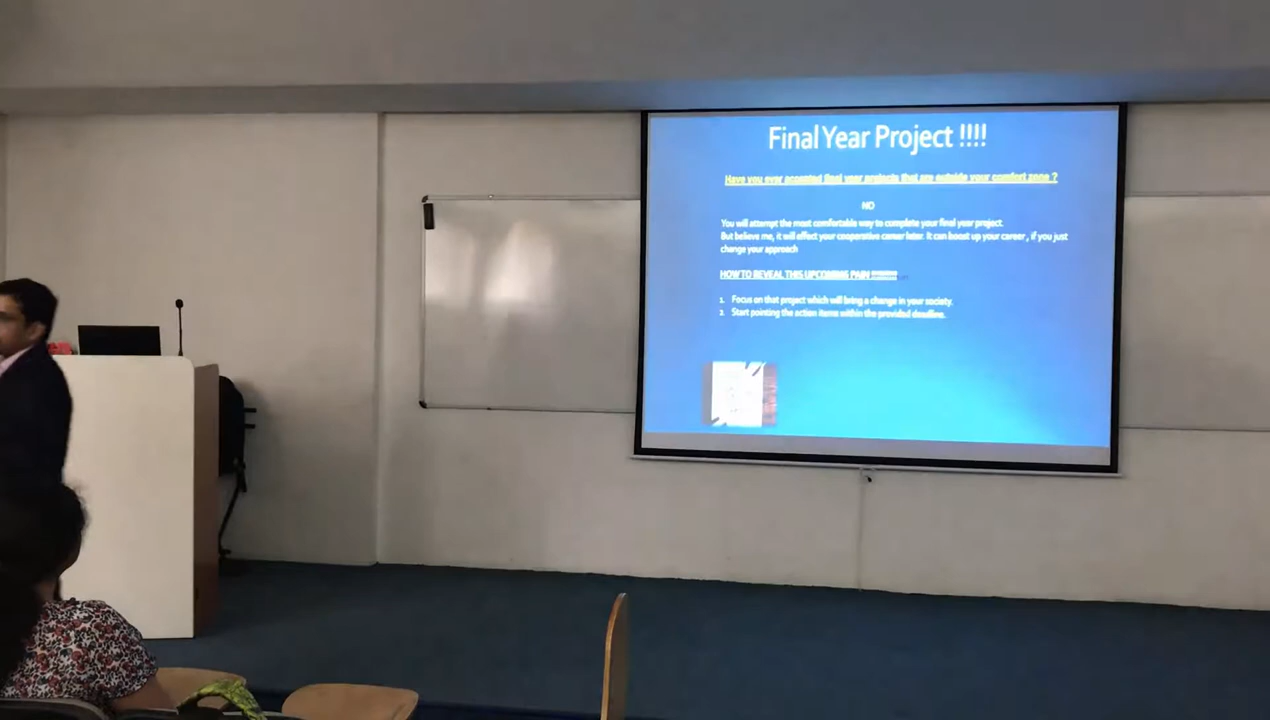 Final Year Project !!!!
Have you ever accepted final year projects that are outside your comfort zone ?
NO
You will attempt the most comfortable way to complete your final year project.
But believe me, it will effect your cooperative career later. It can boost up your career , if you just
change your approach
HOW TO REVEAL THIS UPCOMING PAIN
1. Focus on that project which will bring a change in your society.
2. Start pointing the action items within the provided deadline.